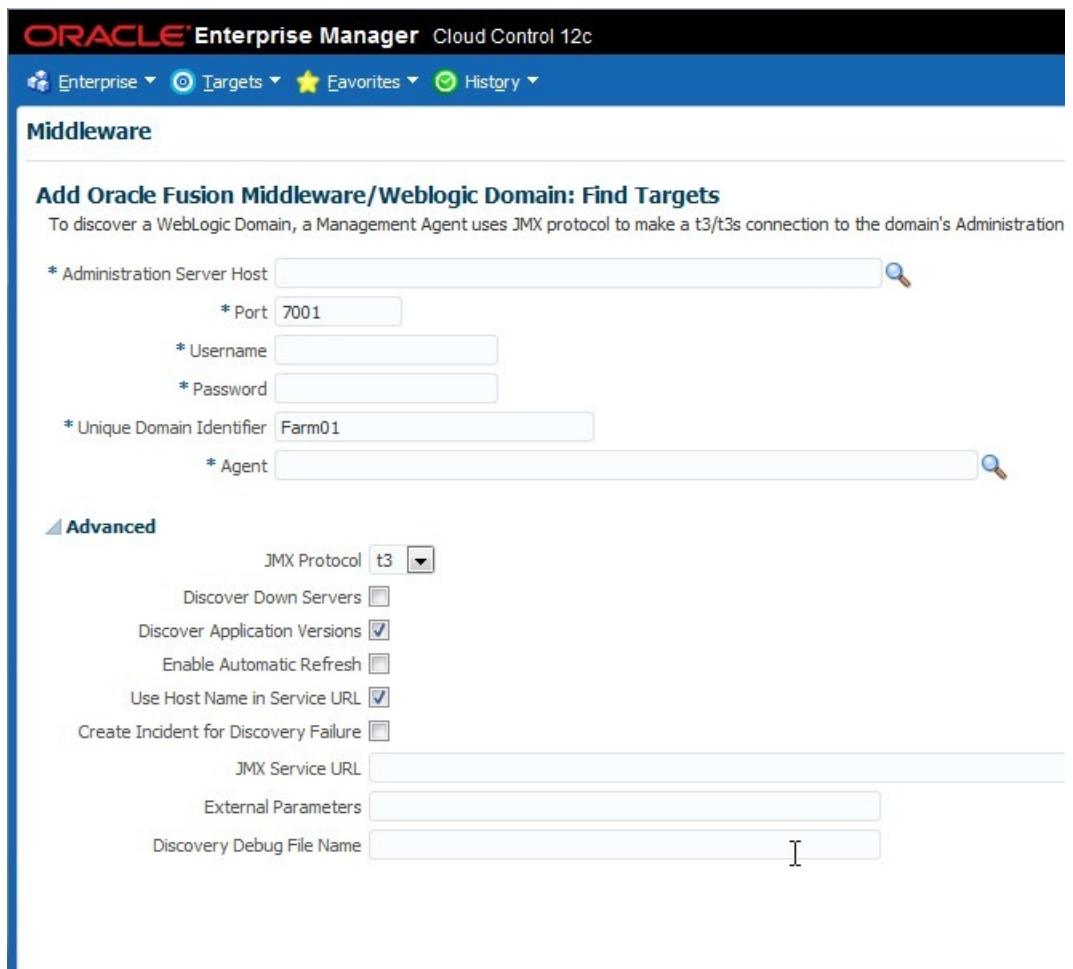 ORACLE Enterprise Manager Cloud Control 12c
Enterprise Targets Favorites History
Middleware
Add Oracle Fusion Middleware/Weblogic Domain: Find Targets
To discover a WebLogic Domain, a Management Agent uses JMX protocol to make a t3/t3s connection to the domain's Administration
* Administration Server Host
* Port 7001
* Username
* Password
* Unique Domain Identifier Farm01
* Agent
Advanced
JMX Protocol t3
Discover Down Servers
Discover Application Versions
Enable Automatic Refresh
Use Host Name in Service URL
Create Incident for Discovery Failure
JMX Service URL
External Parameters
Discovery Debug File Name